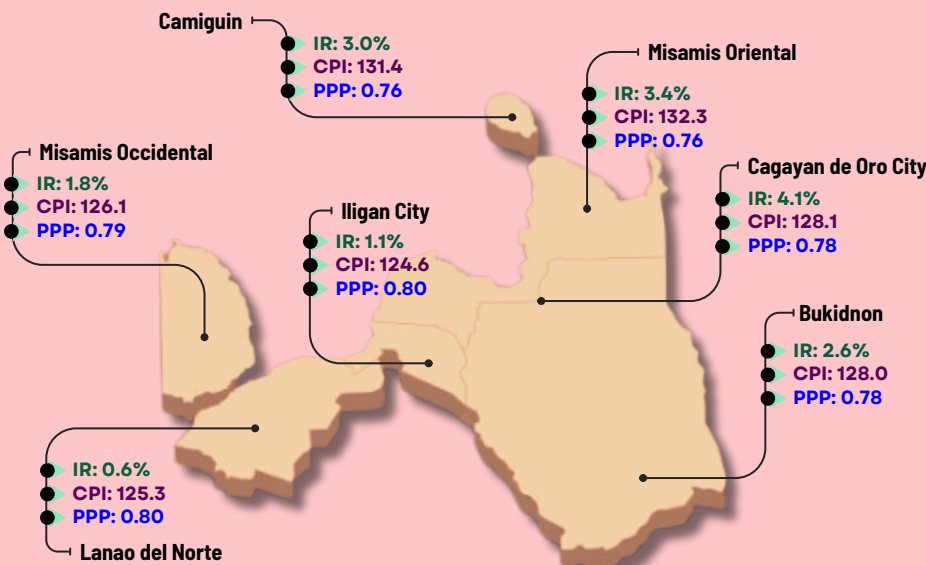 Camiguin
IR: 3.0%
CPI: 131.4
PPP: 0.76
Misamis Oriental
IR: 3.4%
CPI: 132.3
PPP: 0.76
Misamis Occidental
IR: 1.8%
CPI: 126.1
PPP: 0.79
Iligan City
IR: 1.1%
CPI: 124.6
PPP: 0.80
Cagayan de Oro City
IR: 4.1%
CPI: 128.1
PPP: 0.78
Bukidnon
IR: 2.6%
CPI: 128.0
PPP: 0.78
IR: 0.6%
CPI: 125.3
PPP: 0.80
Lanao del Norte